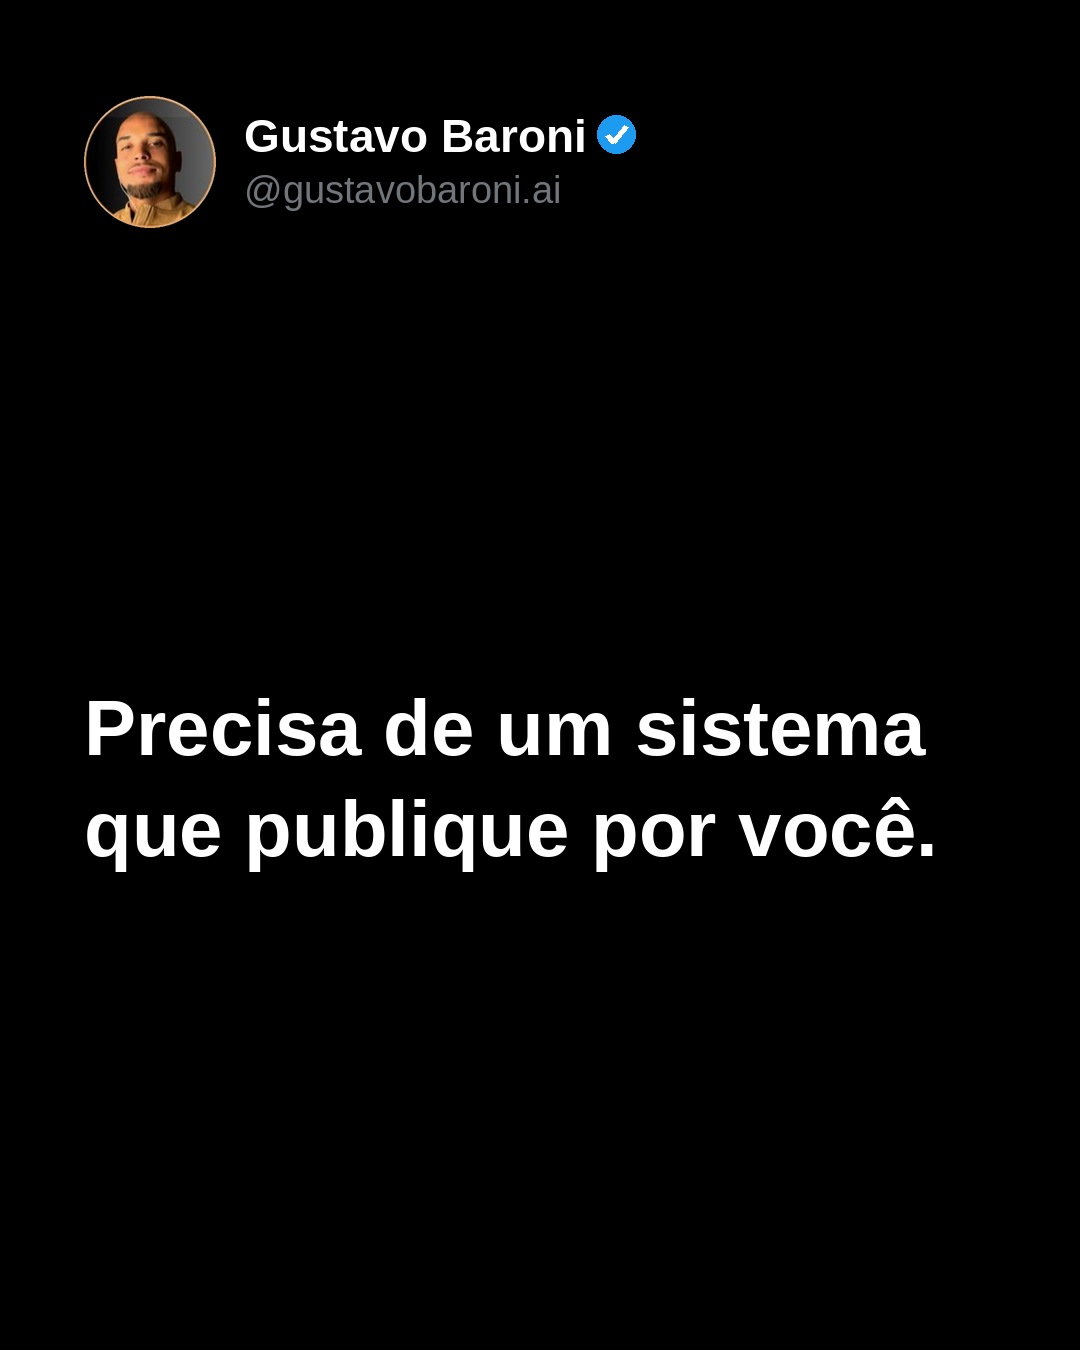 Gustavo Baroni
@gustavobaroni.ai
Precisa de um sistema
que publique por você.